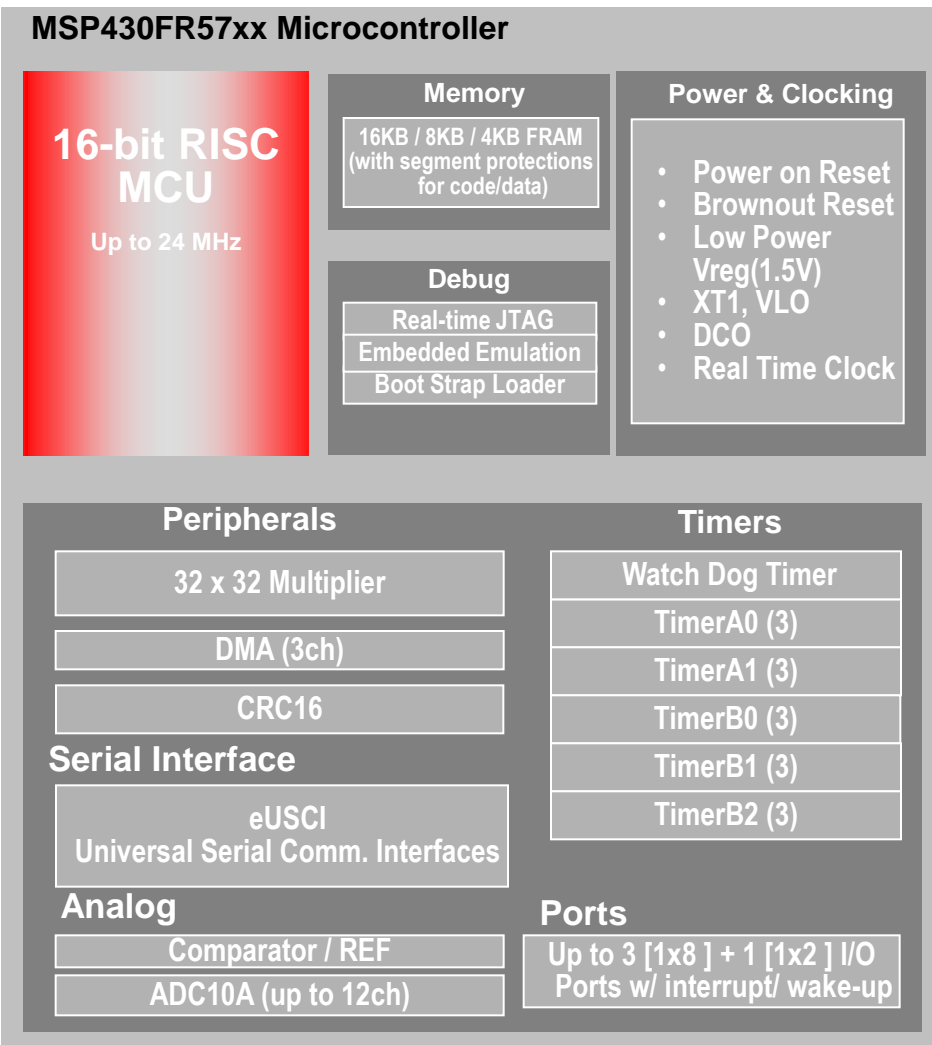 MSP430FR57xx Microcontroller
16-bit RISC
MCU
Up to 24 MHz
Memory
16KB / 8KB / 4KB FRAM
(with segment protections
for code/data)
Debug
Real-time JTAG
Embedded Emulation
Boot Strap Loader
Power & Clocking
• Power on Reset
• Brownout Reset
• Low Power
Vreg(1.5V)
• XT1, VLO
• DCO
• Real Time Clock
Peripherals
32 x 32 Multiplier
DMA (3ch)
CRC16
Serial Interface
eUSCI
Universal Serial Comm. Interfaces
Analog
Comparator / REF
ADC10A (up to 12ch)
Timers
Watch Dog Timer
TimerA0 (3)
TimerA1 (3)
TimerB0 (3)
TimerB1 (3)
TimerB2 (3)
Ports
Up to 3 [1x8 ] + 1 [1x2 ] I/O
Ports w/ interrupt/ wake-up